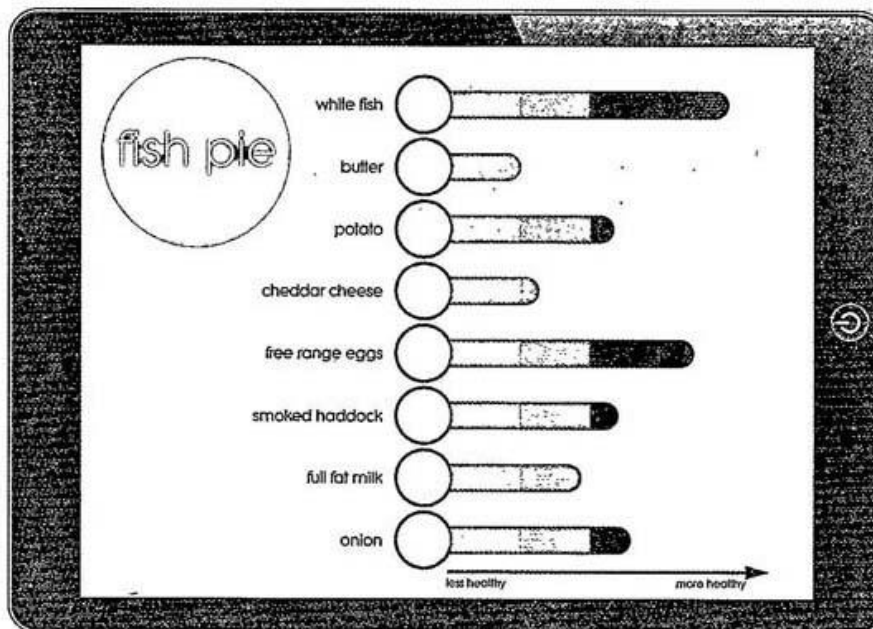 fish pie
white fish
butter
potato
cheddar cheese
free range eggs
smoked haddock
full fat milk
onion
less healthy more healthy